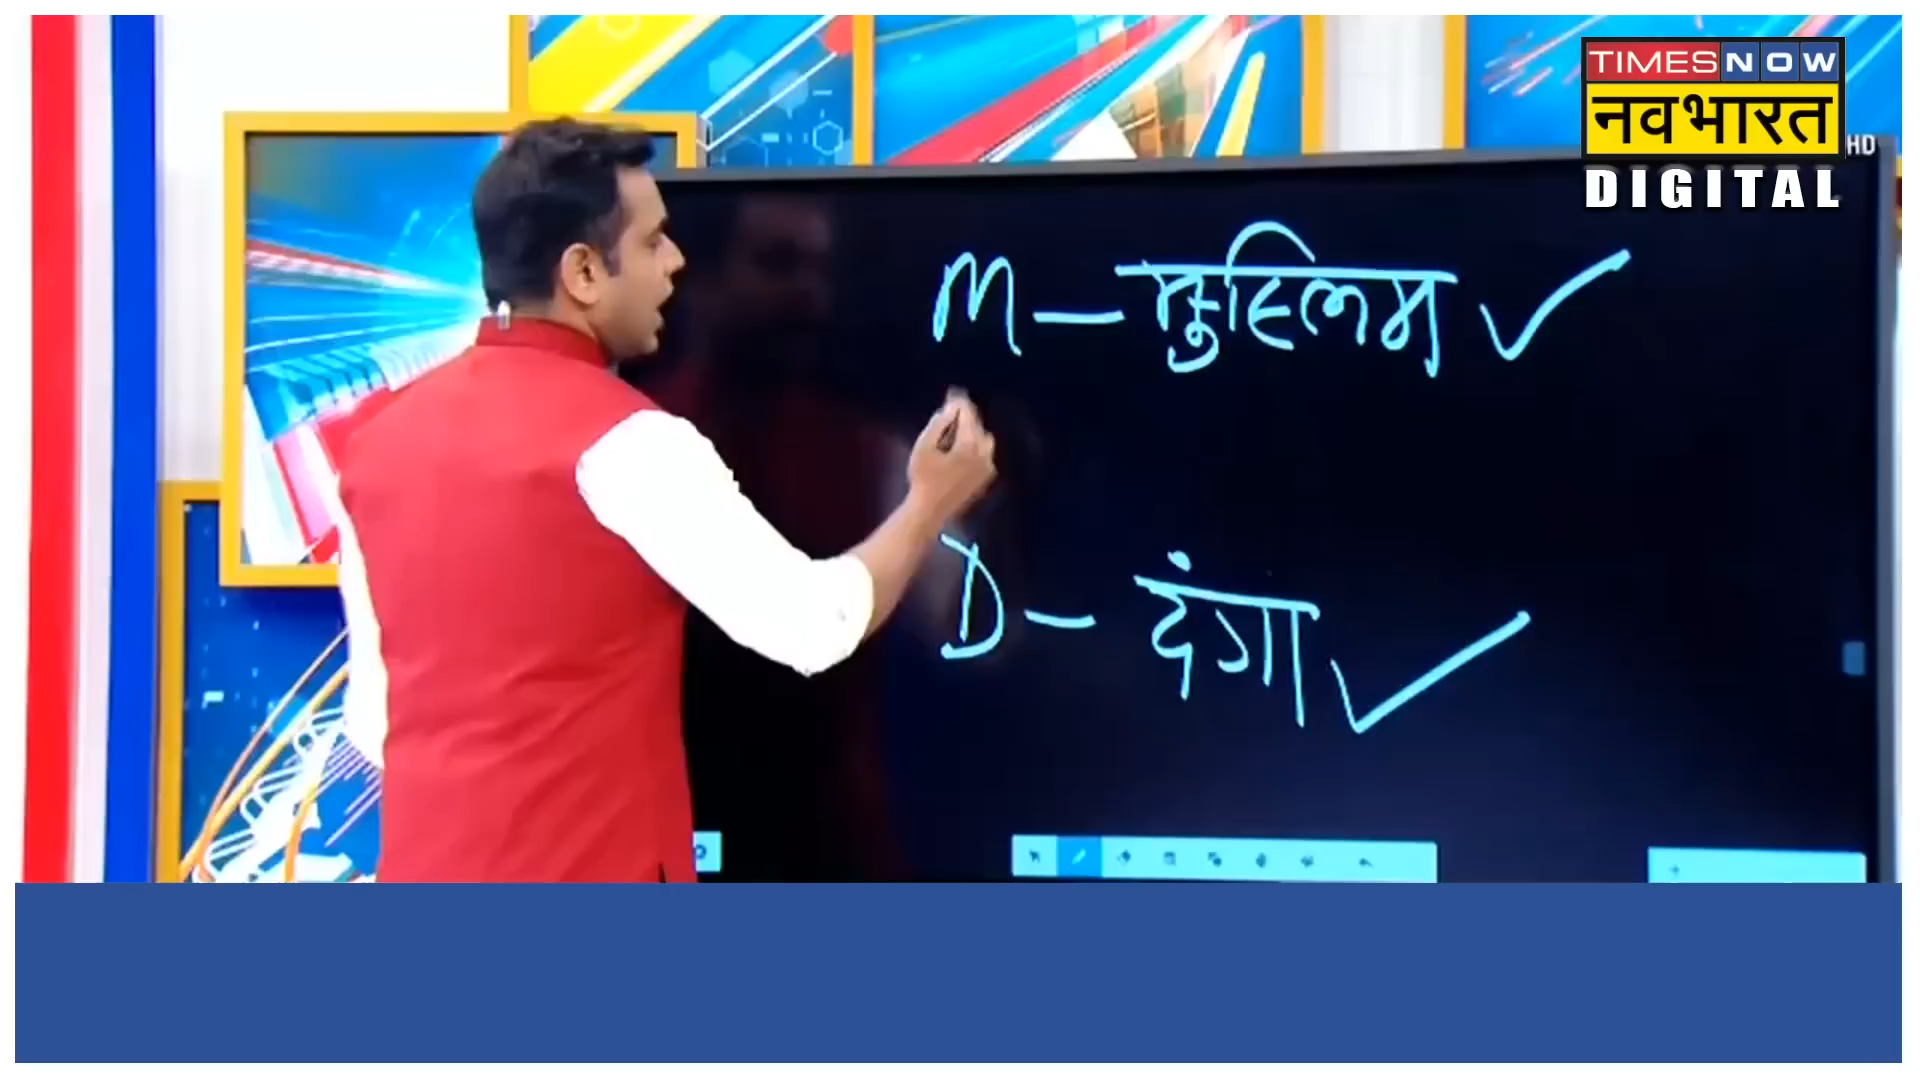 TIMES NOW
नवभारत
HD
DIGITAL
M – मुस्लिम ✓
D – दंगा ✓